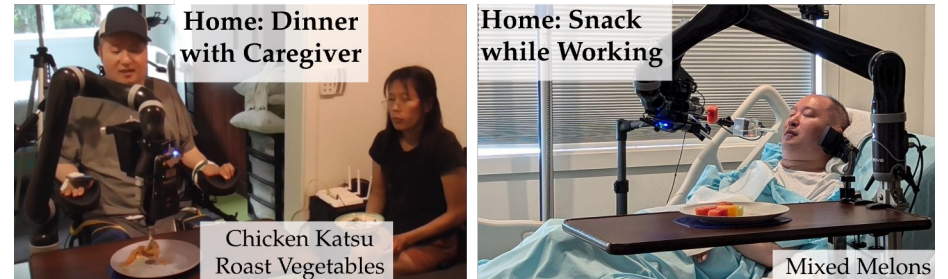 Home: Dinner
with Caregiver
Chicken Katsu
Roast Vegetables
Home: Snack
while Working
Mixed Melons